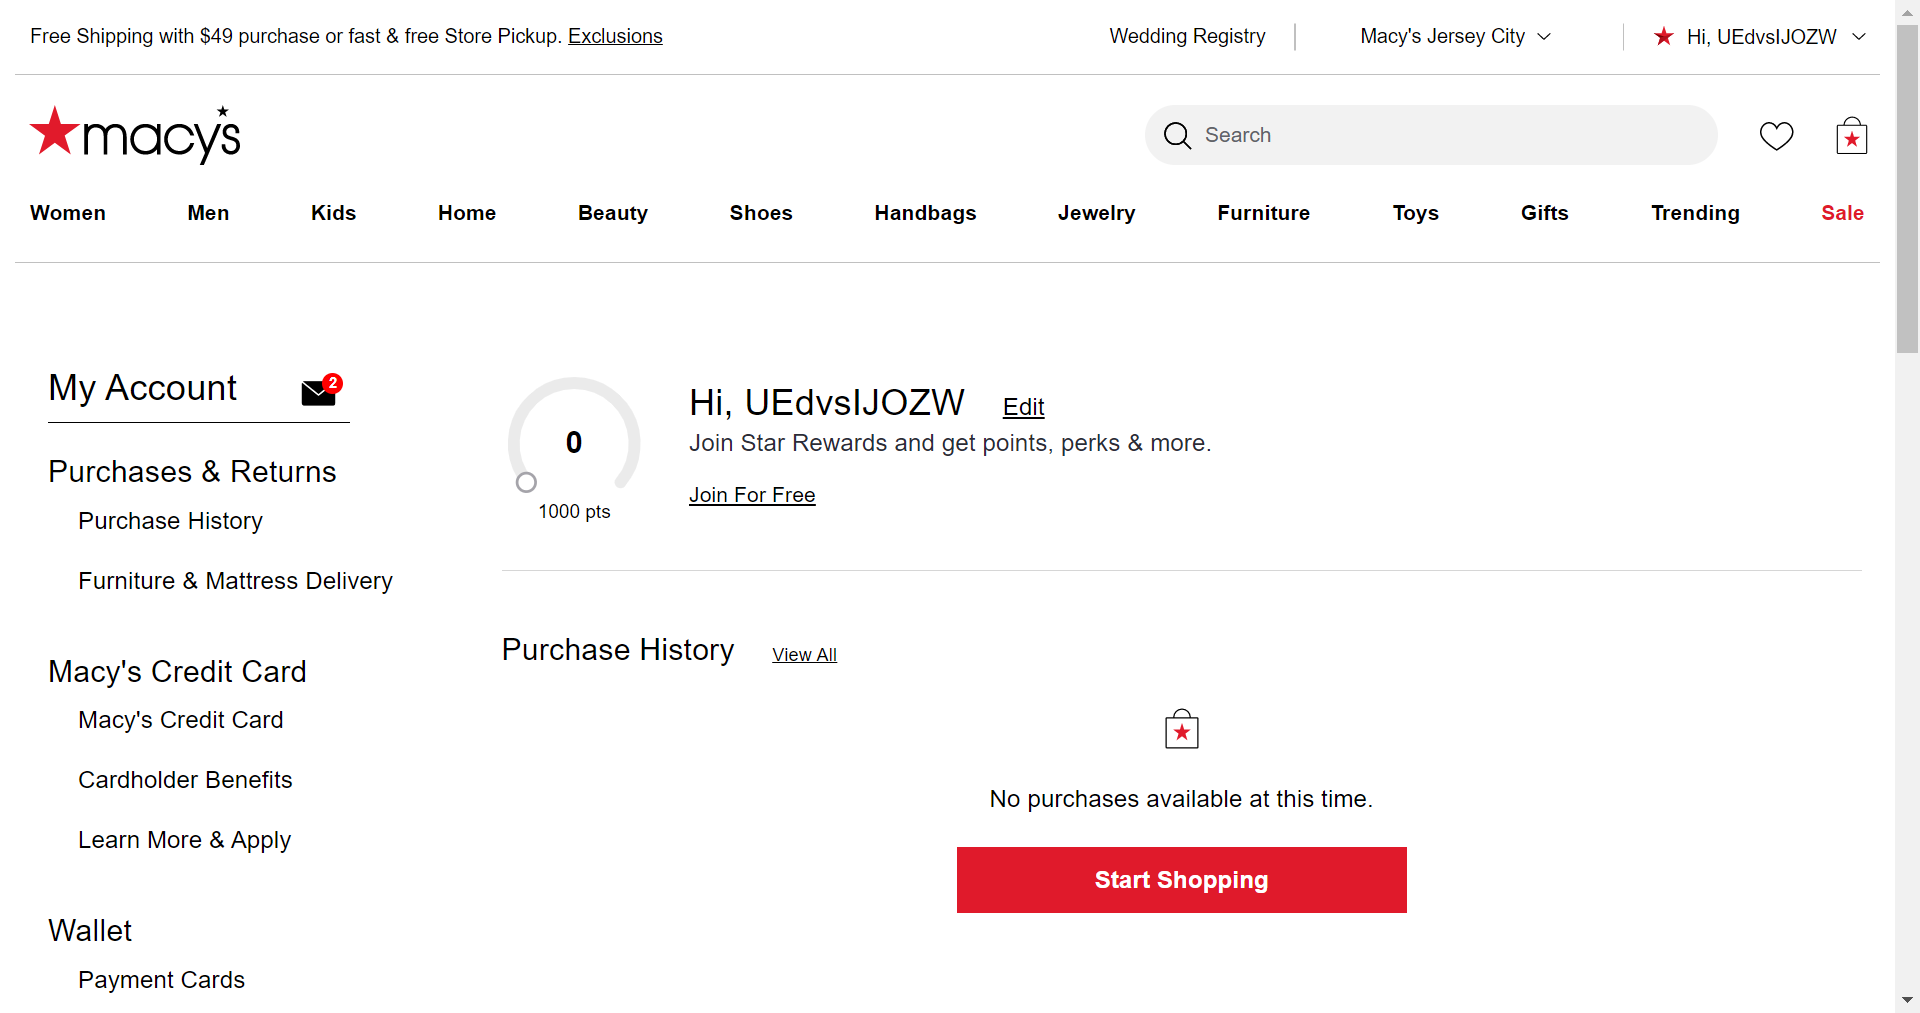 Free Shipping with $49 purchase or fast & free Store Pickup. Exclusions
Wedding Registry
Macy's Jersey City
Hi, UEdvsIJOZW
macy's
Search
Women
Men
Kids
Home
Beauty
Shoes
Handbags
Jewelry
Furniture
Toys
Gifts
Trending
Sale
My Account
2
Purchases & Returns
Purchase History
Furniture & Mattress Delivery
Macy's Credit Card
Macy's Credit Card
Cardholder Benefits
Learn More & Apply
Wallet
Payment Cards
0
1000 pts
Hi, UEdvsIJOZW
Edit
Join Star Rewards and get points, perks & more.
Join For Free
Purchase History
View All
No purchases available at this time.
Start Shopping